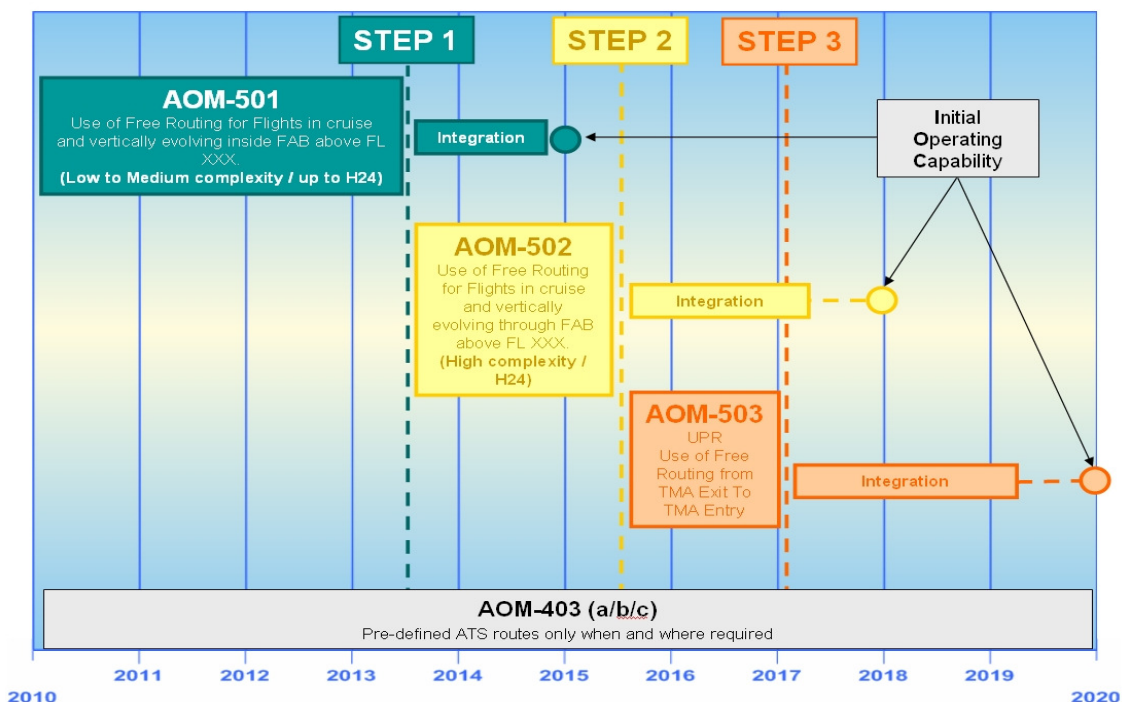 STEP 1
STEP 2
STEP 3
AOM-501
Use of Free Routing for Flights in cruise
and vertically evolving inside FAB above FL
XXX.
(Low to Medium complexity / up to H24)
Integration
Initial
Operating
Capability
AOM-502
Use of Free Routing
for Flights in cruise
and vertically
evolving through FAB
above FL XXX.
(High complexity /
H24)
Integration
AOM-503
UPR
Use of Free
Routing from
TMA Exit To
TMA Entry
Integration
AOM-403 (a/b/c)
Pre-defined ATS routes only when and where required
2010
2011
2012
2013
2014
2015
2016
2017
2018
2019
2020